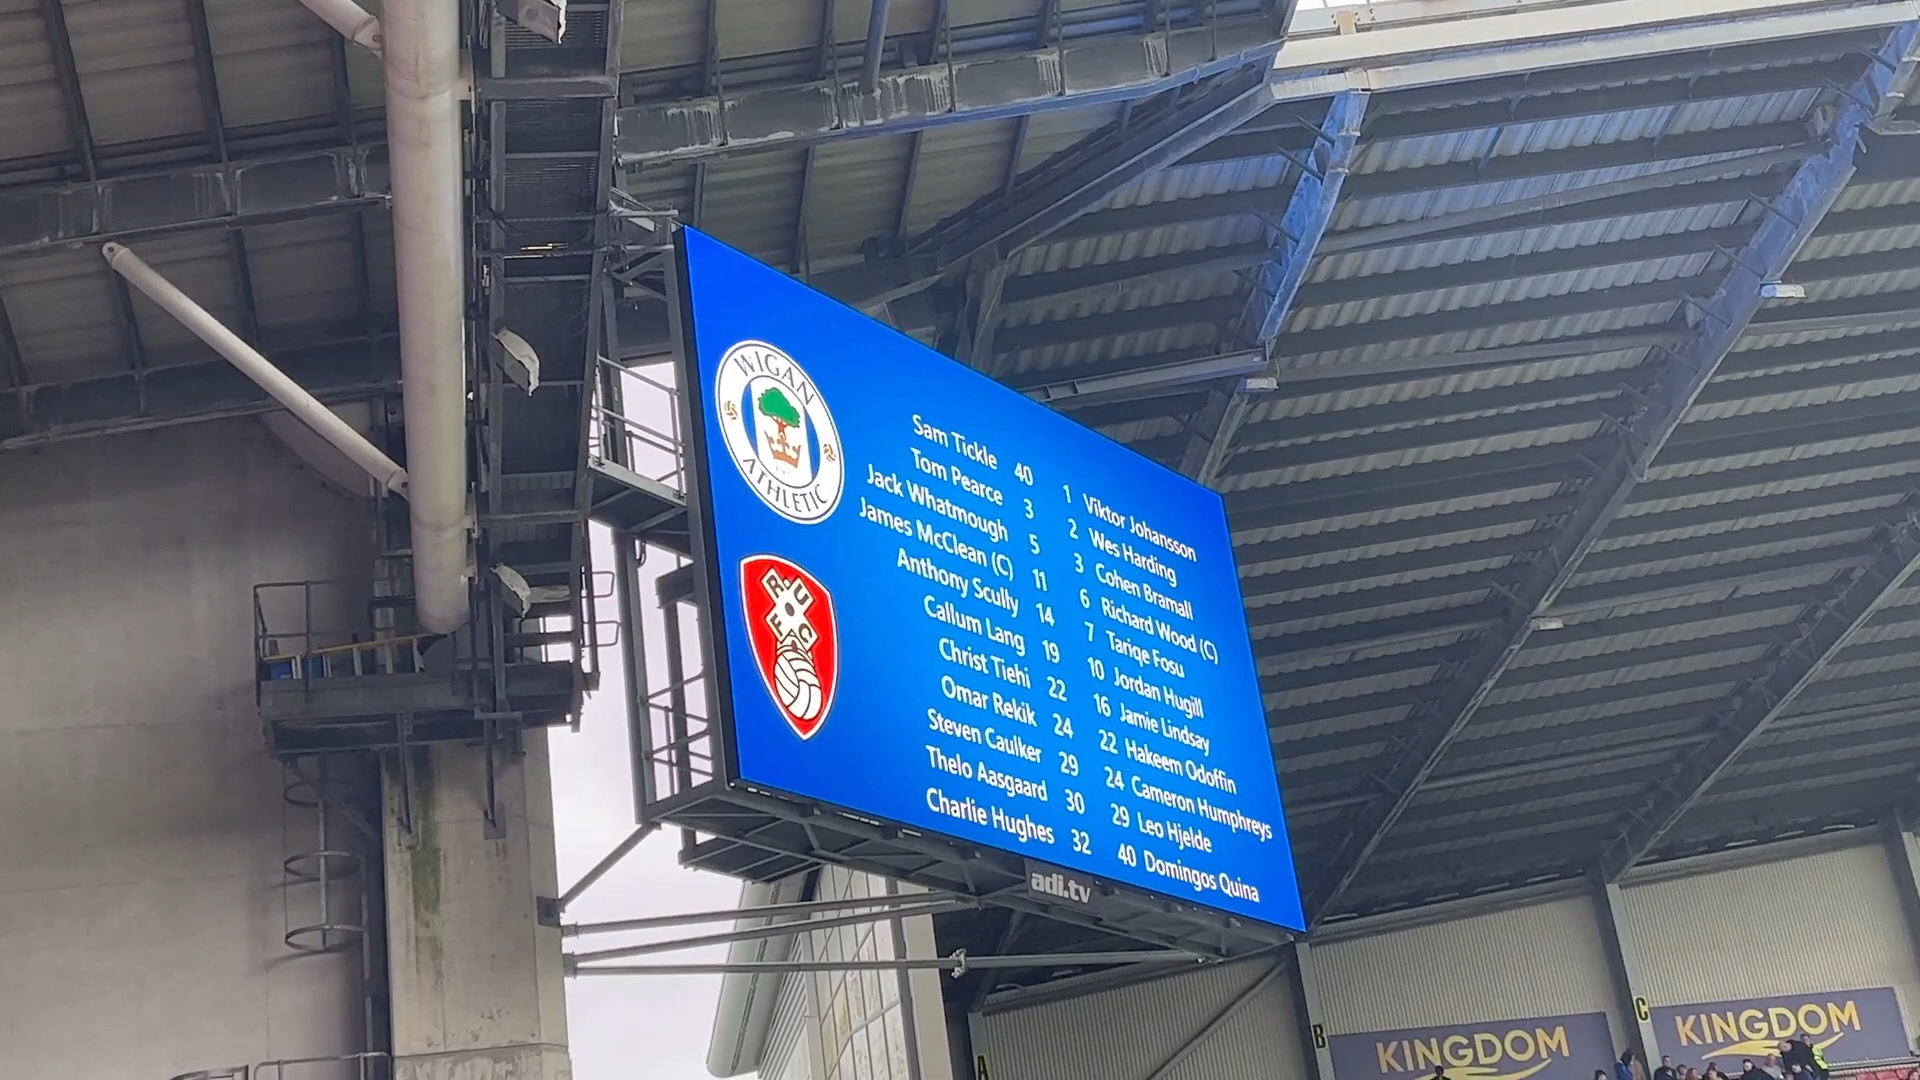 WIGAN
ATHLETIC
R.U
F C
Sam Tickle 40
Tom Pearce 3
Jack Whatmough 5
James McClean (C) 11
Anthony Scully 14
Callum Lang 19
Christ Tiehi 22
Omar Rekik 24
Steven Caulker 29
Thelo Aasgaard 30
Charlie Hughes 32
1 Viktor Johansson
2 Wes Harding
3 Cohen Bramall
6 Richard Wood (C)
7 Tariqe Fosu
10 Jordan Hugill
16 Jamie Lindsay
22 Hakeem Odoffin
24 Cameron Humphreys
29 Leo Hjelde
40 Domingos Quina
adi.tv
A
B
KINGDOM
C
KINGDOM